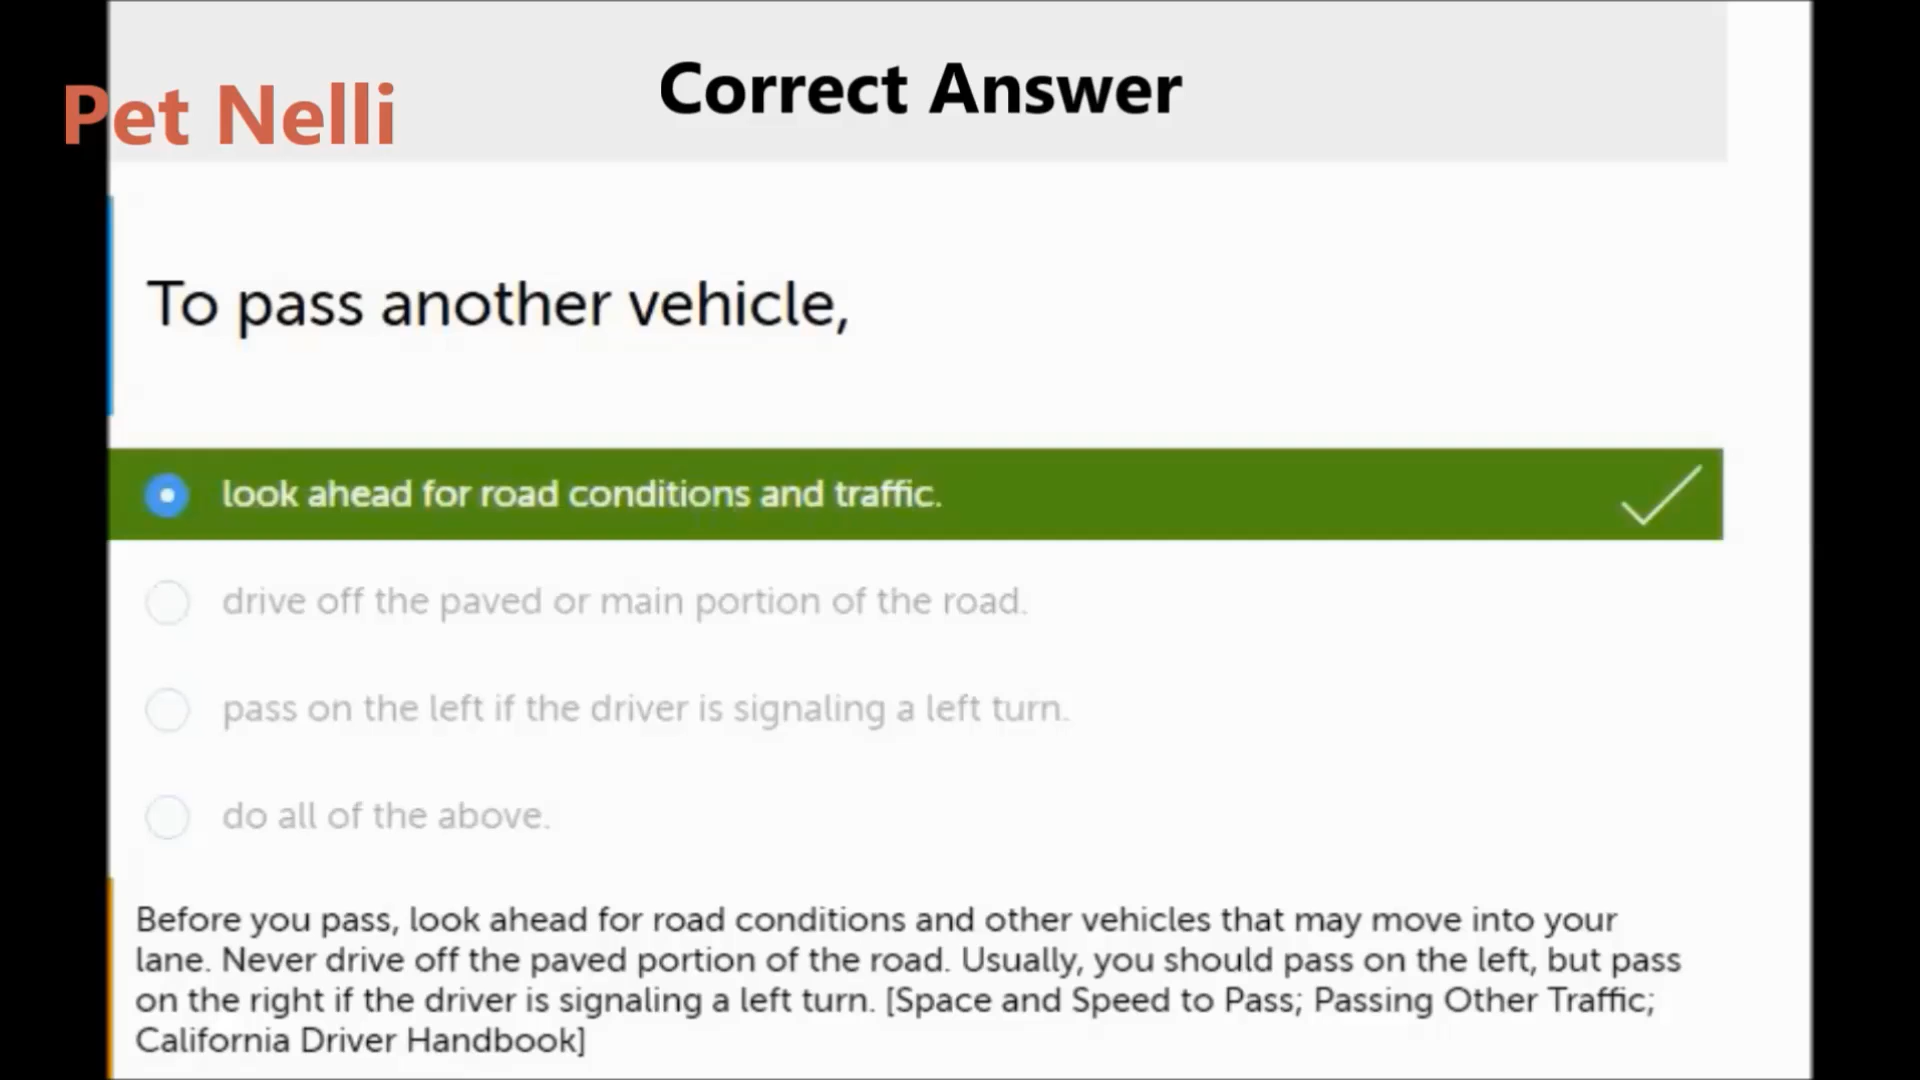 Correct Answer
Pet Nelli
To pass another vehicle,
look ahead for road conditions and traffic.
drive off the paved or main portion of the road.
pass on the left if the driver is signaling a left turn.
do all of the above.
Before you pass, look ahead for road conditions and other vehicles that may move into your
lane. Never drive off the paved portion of the road. Usually, you should pass on the left, but pass
on the right if the driver is signaling a left turn. [Space and Speed to Pass; Passing Other Traffic;
California Driver Handbook]